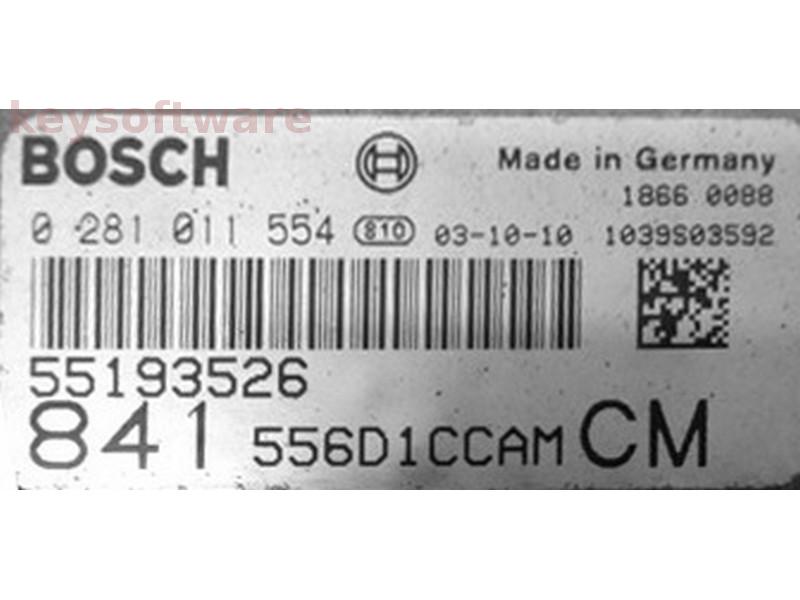 keysoftware
BOSCH
Made in Germany
1866 0088
0 281 011 554 810 03-10-10 1039S03592
55193526
841 556D1CCAM CM